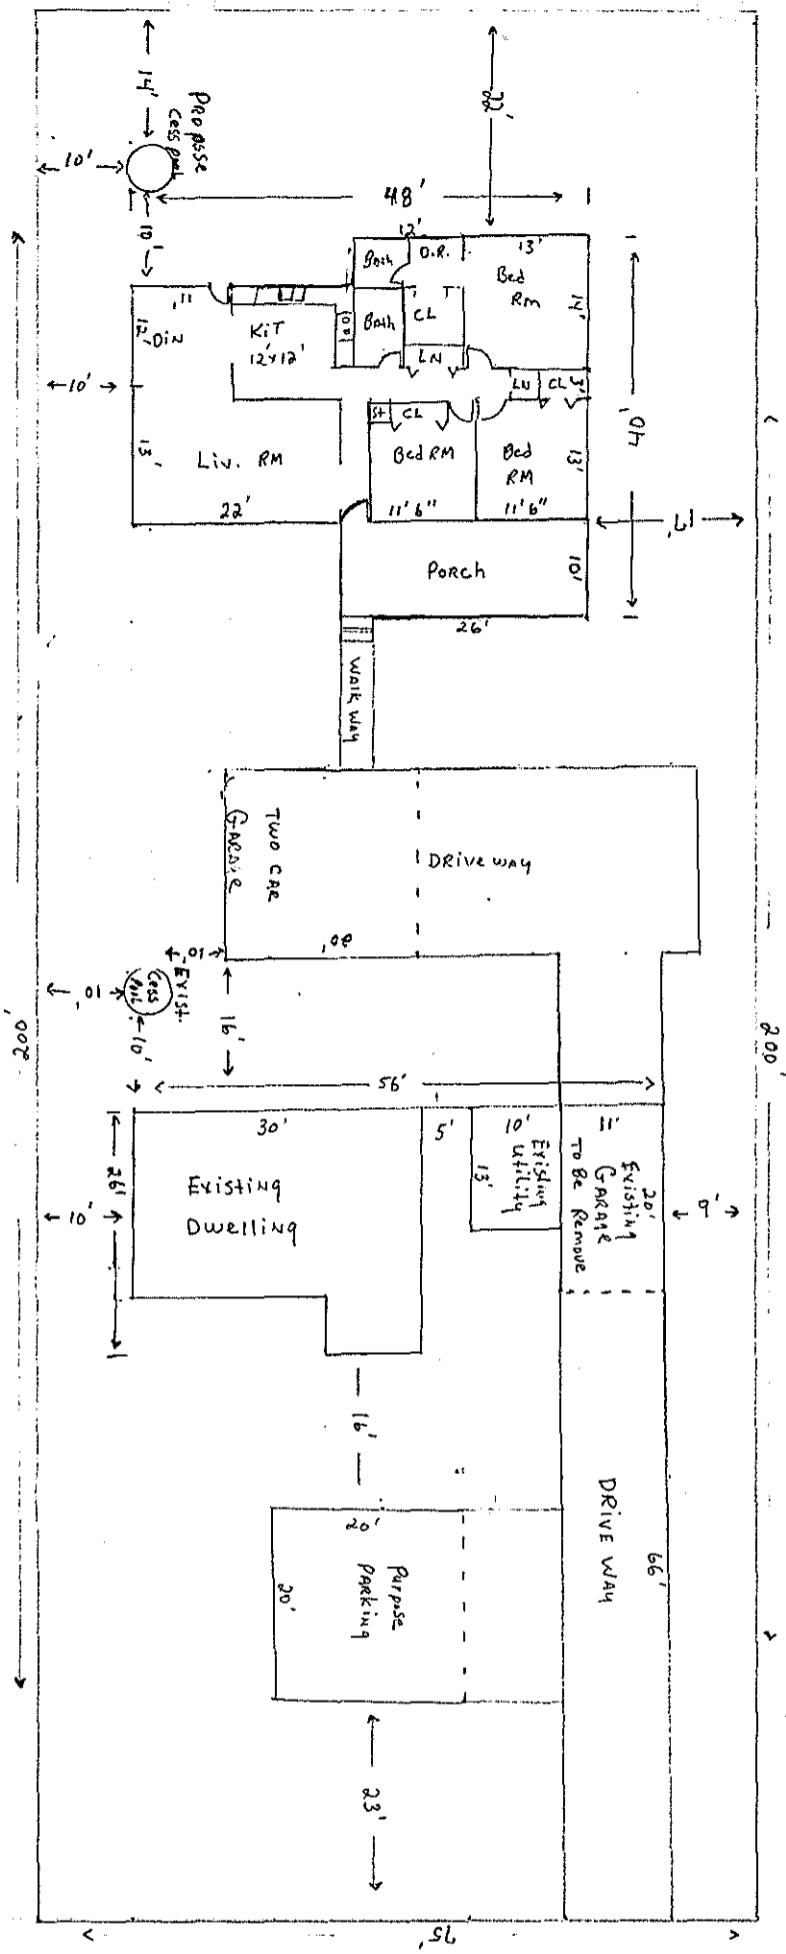 14'
22'
Propose
Cess Pool
10'
48'
10'
12'
Bath
D.R.
13'
Bed
Rm
14'
11'
12'
Din
KiT
12'x12'
Bath
CL
LN
LN
CL
3'
40'
10'
13'
Liv. RM
22'
St
CL
Bed RM
11'6"
Bed
RM
11'6"
13'
17'
Porch
10'
26'
Walk Way
TWO CAR
GARAGE
DRiveway
20'
10'
Exist.
Cess
Pool
10'
10'
16'
200'
200'
56'
30'
5'
10'
11'
26'
10'
Existing
Dwelling
13'
Existing
Utility
20'
Existing
GARAGE
To Be Remove
9'
16'
DRiVE WAY
66'
20'
20'
Purpose
PARKing
23'
75'